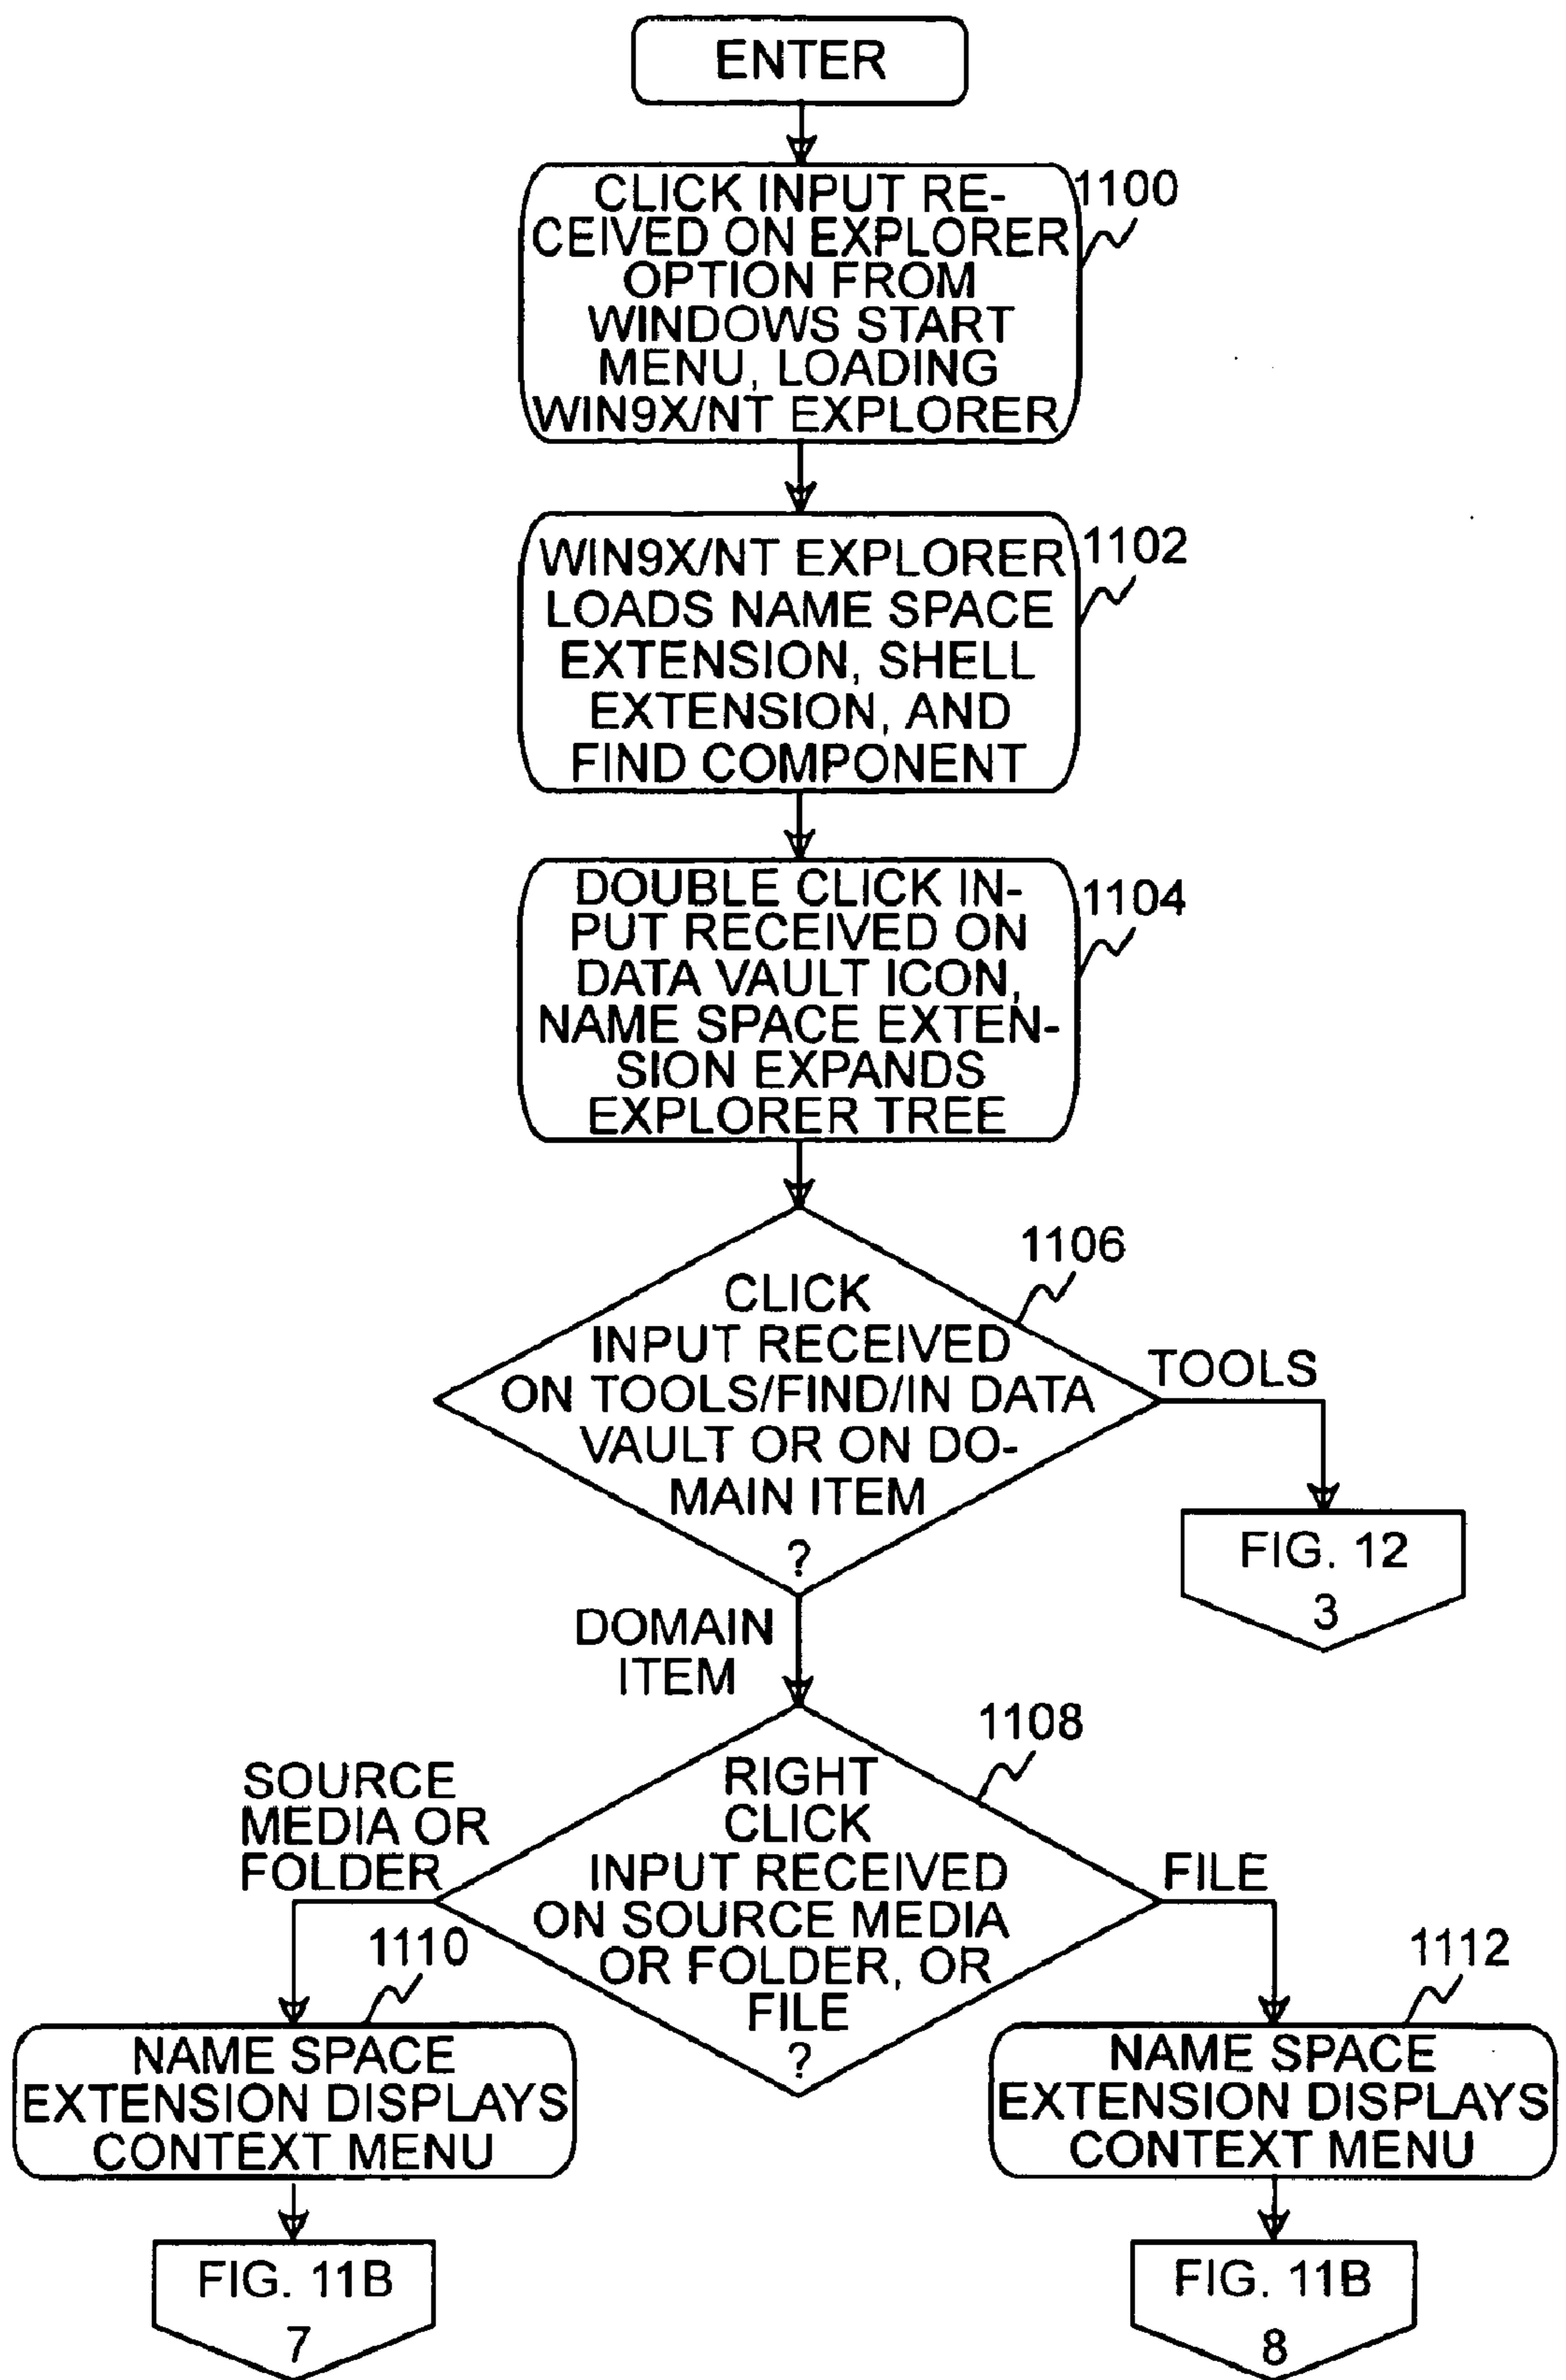 ENTER
CLICK INPUT RE-
CEIVED ON EXPLORER
OPTION FROM
WINDOWS START
MENU, LOADING
WIN9X/NT EXPLORER
1100
WIN9X/NT EXPLORER
LOADS NAME SPACE
EXTENSION, SHELL
EXTENSION, AND
FIND COMPONENT
1102
DOUBLE CLICK IN-
PUT RECEIVED ON
DATA VAULT ICON,
NAME SPACE EXTEN-
SION EXPANDS
EXPLORER TREE
1104
1106
CLICK
INPUT RECEIVED
ON TOOLS/FIND/IN DATA
VAULT OR ON DO-
MAIN ITEM
?
TOOLS
FIG. 12
3
DOMAIN
ITEM
1108
RIGHT
CLICK
INPUT RECEIVED
ON SOURCE MEDIA
OR FOLDER, OR
FILE
?
SOURCE
MEDIA OR
FOLDER
FILE
1110
NAME SPACE
EXTENSION DISPLAYS
CONTEXT MENU
1112
NAME SPACE
EXTENSION DISPLAYS
CONTEXT MENU
FIG. 11B
7
FIG. 11B
8